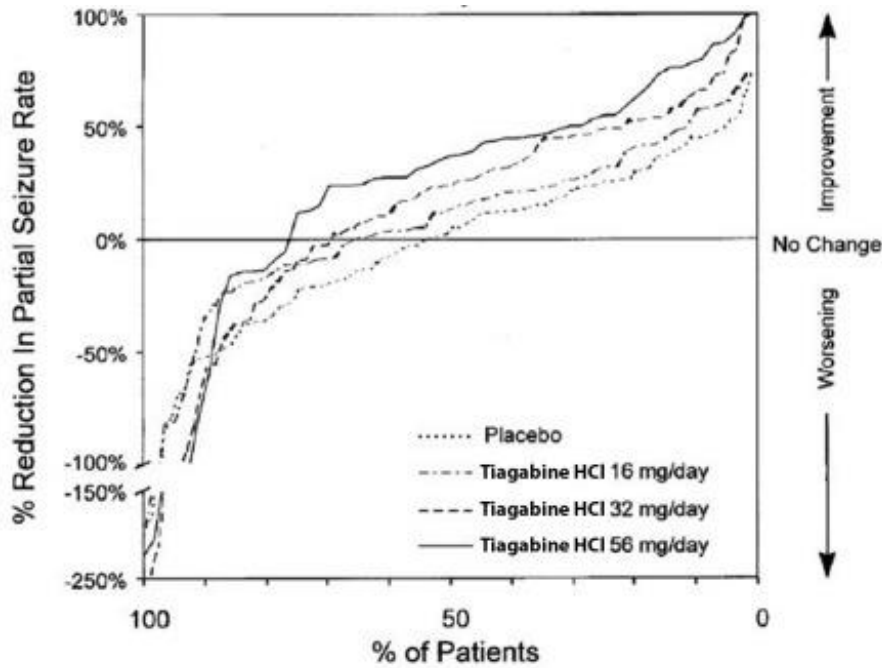 % Reduction In Partial Seizure Rate
100%
50%
0%
-50%
-100%
-150%
-250%
100
50
0
% of Patients
Placebo
Tiagabine HCl 16 mg/day
Tiagabine HCl 32 mg/day
Tiagabine HCl 56 mg/day
Improvement
No Change
Worsening